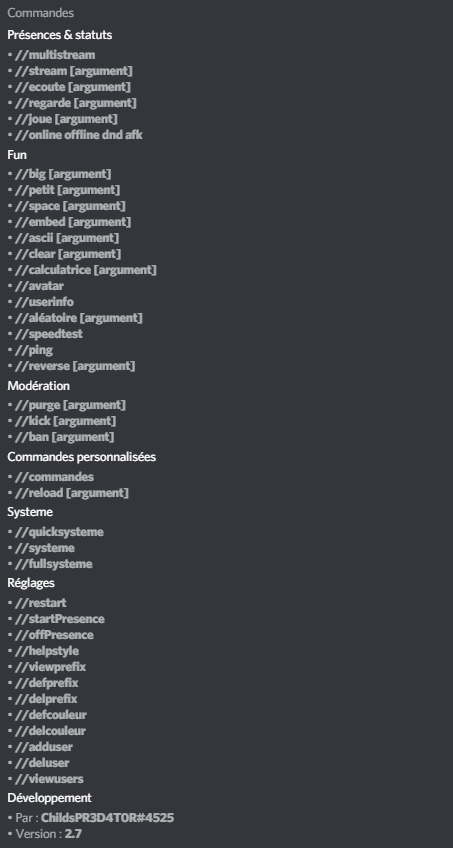 Commandes
Présences & statuts
• //multistream
• //stream [argument]
• //ecoute [argument]
• //regarde [argument]
• //joue [argument]
• //online offline dnd afk
Fun
• //big [argument]
• //petit [argument]
• //space [argument]
• //embed [argument]
• //ascii [argument]
• //clear [argument]
• //calculatrice [argument]
• //avatar
• //userinfo
• //aléatoire [argument]
• //speedtest
• //ping
• //reverse [argument]
Modération
• //purge [argument]
• //kick [argument]
• //ban [argument]
Commandes personnalisées
• //commandes
• //reload [argument]
Systeme
• //quicksysteme
• //systeme
• //fullsysteme
Réglages
• //restart
• //startPresence
• //offPresence
• //helpstyle
• //viewprefix
• //defprefix
• //delprefix
• //defcouleur
• //delcouleur
• //adduser
• //deluser
• //viewusers
Développement
• Par : ChildsPR3D4T0R#4525
• Version : 2.7